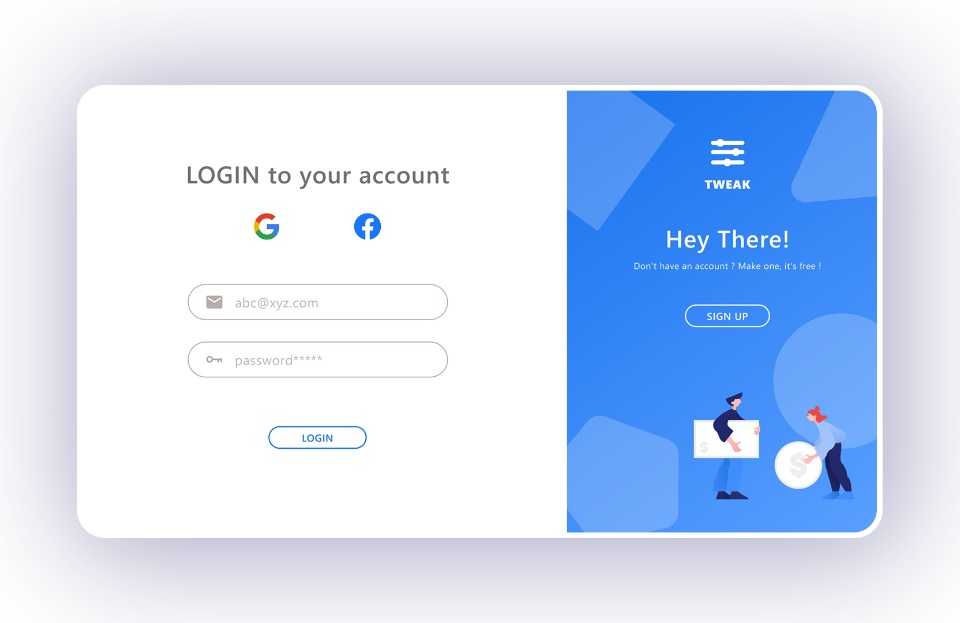 LOGIN to your account
abc@xyz.com
password*****
LOGIN
TWEAK
Hey There!
Don't have an account ? Make one, it's free !
SIGN UP
$
$